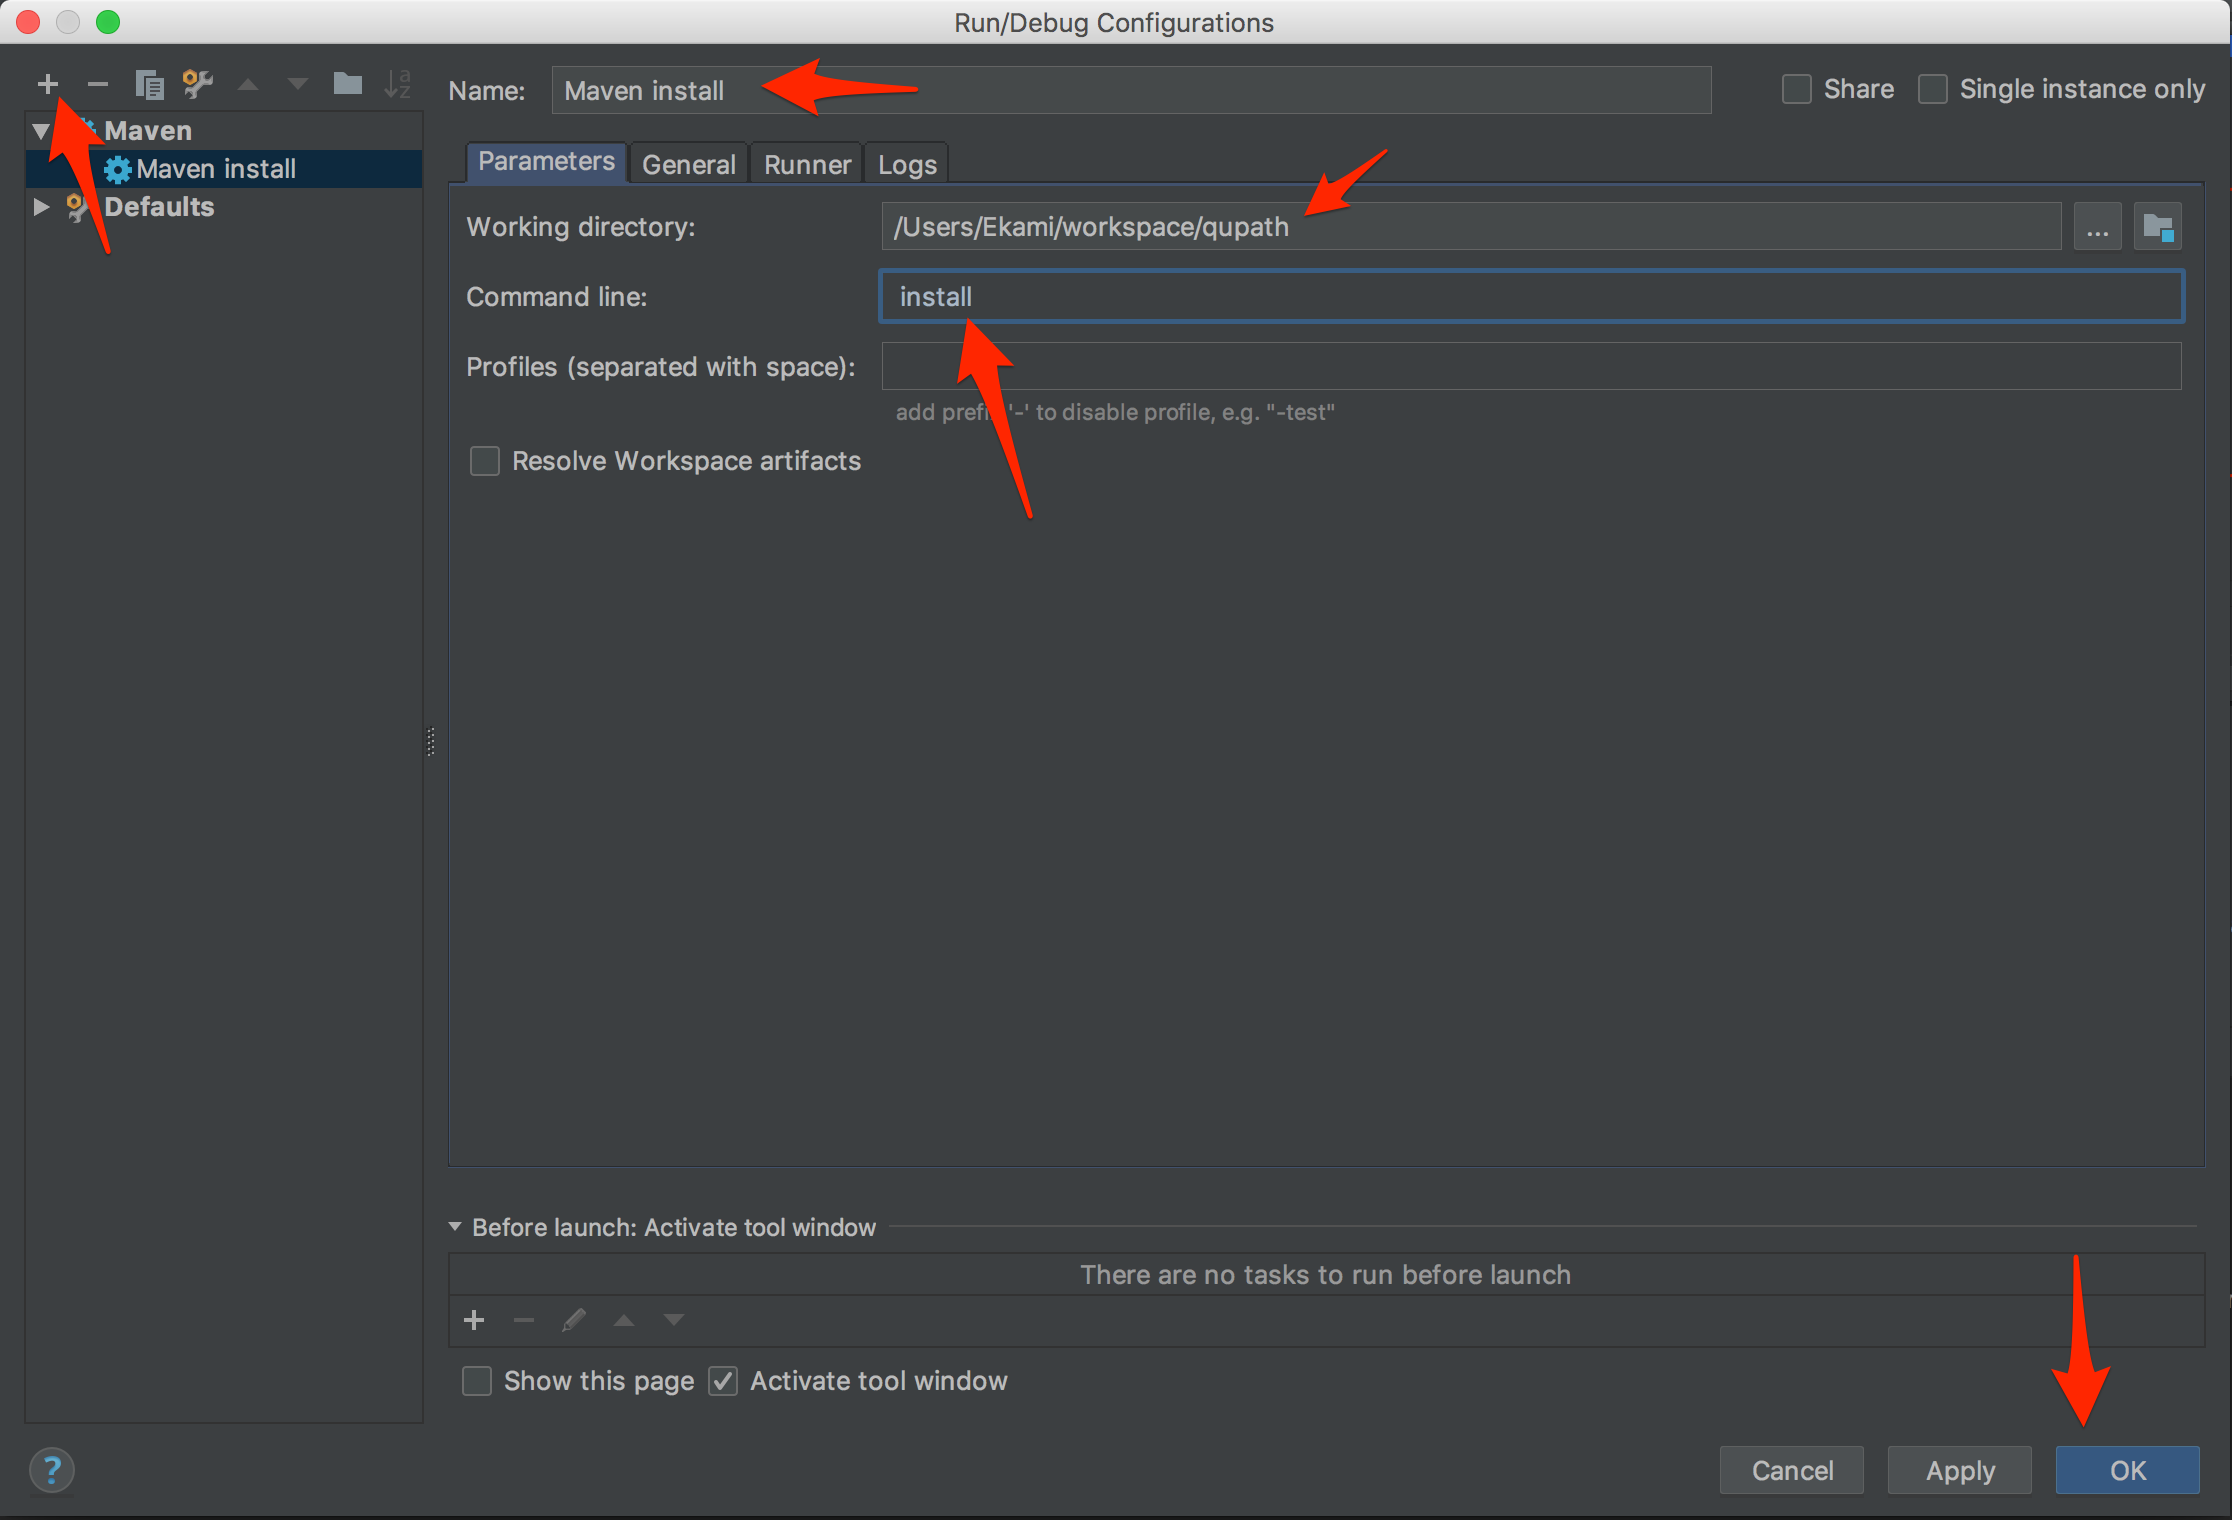 Run/Debug Configurations
Name: Maven install Share Single instance only
Maven
Maven install
Defaults
Parameters General Runner Logs
Working directory: /Users/Ekami/workspace/qupath ...
Command line: install
Profiles (separated with space):
add prefi '-' to disable profile, e.g. "-test"
Resolve Workspace artifacts
Before launch: Activate tool window
There are no tasks to run before launch
Show this page Activate tool window
? Cancel Apply OK